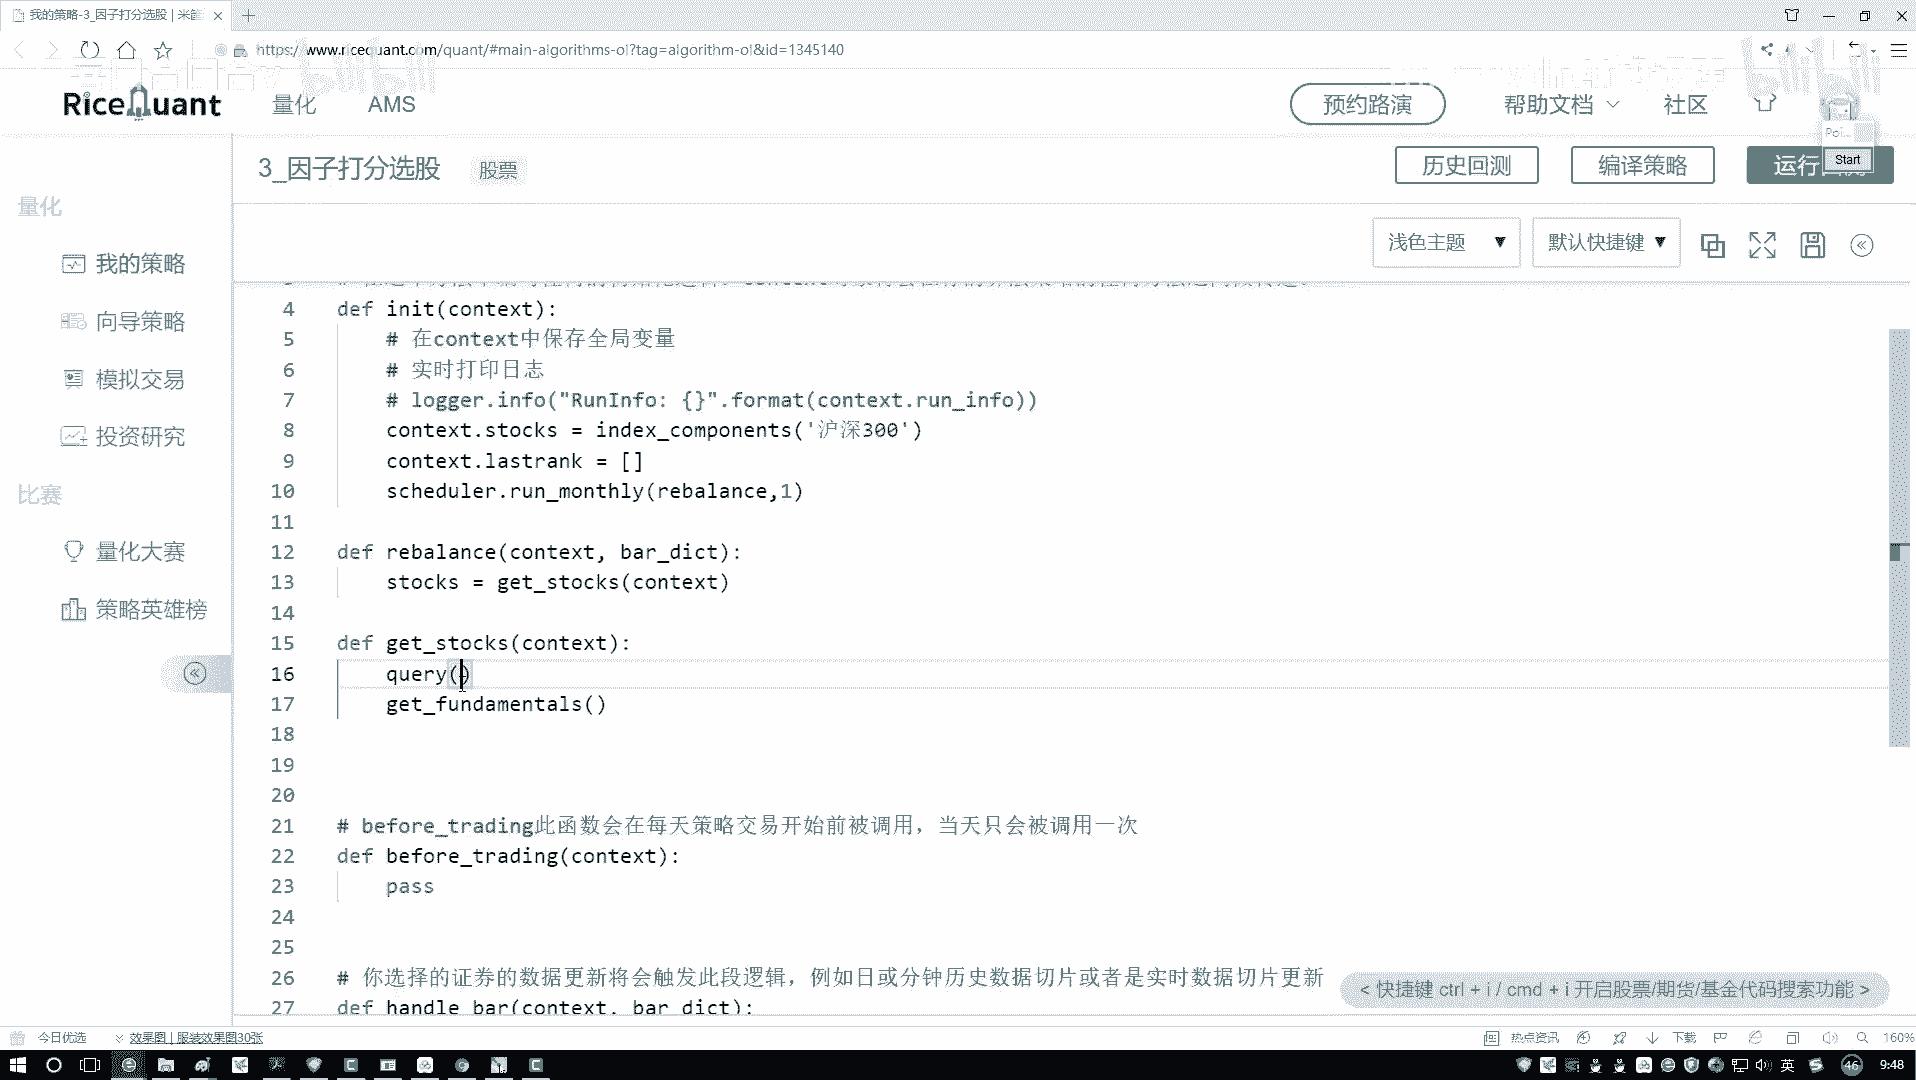 我的策略-3_因子打分选股 | 米筐
https://www.ricequant.com/quant/#main-algorithms-ol?tag=algorithm-ol&id=1345140
bilibili
bilibili
RiceQuant
量化
AMS
预约路演
帮助文档
社区
Poi...
Start
3_因子打分选股
股票
历史回测
编译策略
运行
浅色主题 ▼
默认快捷键 ▼
量化
我的策略
向导策略
模拟交易
投资研究
比赛
量化大赛
策略英雄榜
4 def init(context):
5 # 在context中保存全局变量
6 # 实时打印日志
7 # logger.info("RunInfo: {}".format(context.run_info))
8 context.stocks = index_components('沪深300')
9 context.lastrank = []
10 scheduler.run_monthly(rebalance,1)
11
12 def rebalance(context, bar_dict):
13 stocks = get_stocks(context)
14
15 def get_stocks(context):
16 query()
17 get_fundamentals()
18
19
20
21 # before_trading此函数会在每天策略交易开始前被调用，当天只会被调用一次
22 def before_trading(context):
23 pass
24
25
26 # 你选择的证券的数据更新将会触发此段逻辑，例如日或分钟历史数据切片或者是实时数据切片更新
27 def handle_bar(context, bar_dict):
< 快捷键 ctrl + i / cmd + i 开启股票/期货/基金代码搜索功能 >
今日优选
效果图 | 服装效果图30张
热点资讯
下载
160%
英
46
9:48